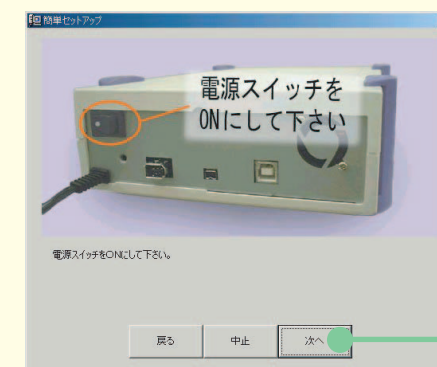 簡単セットアップ
電源スイッチを
ONにして下さい
電源スイッチをONにして下さい。
戻る
中止
次へ